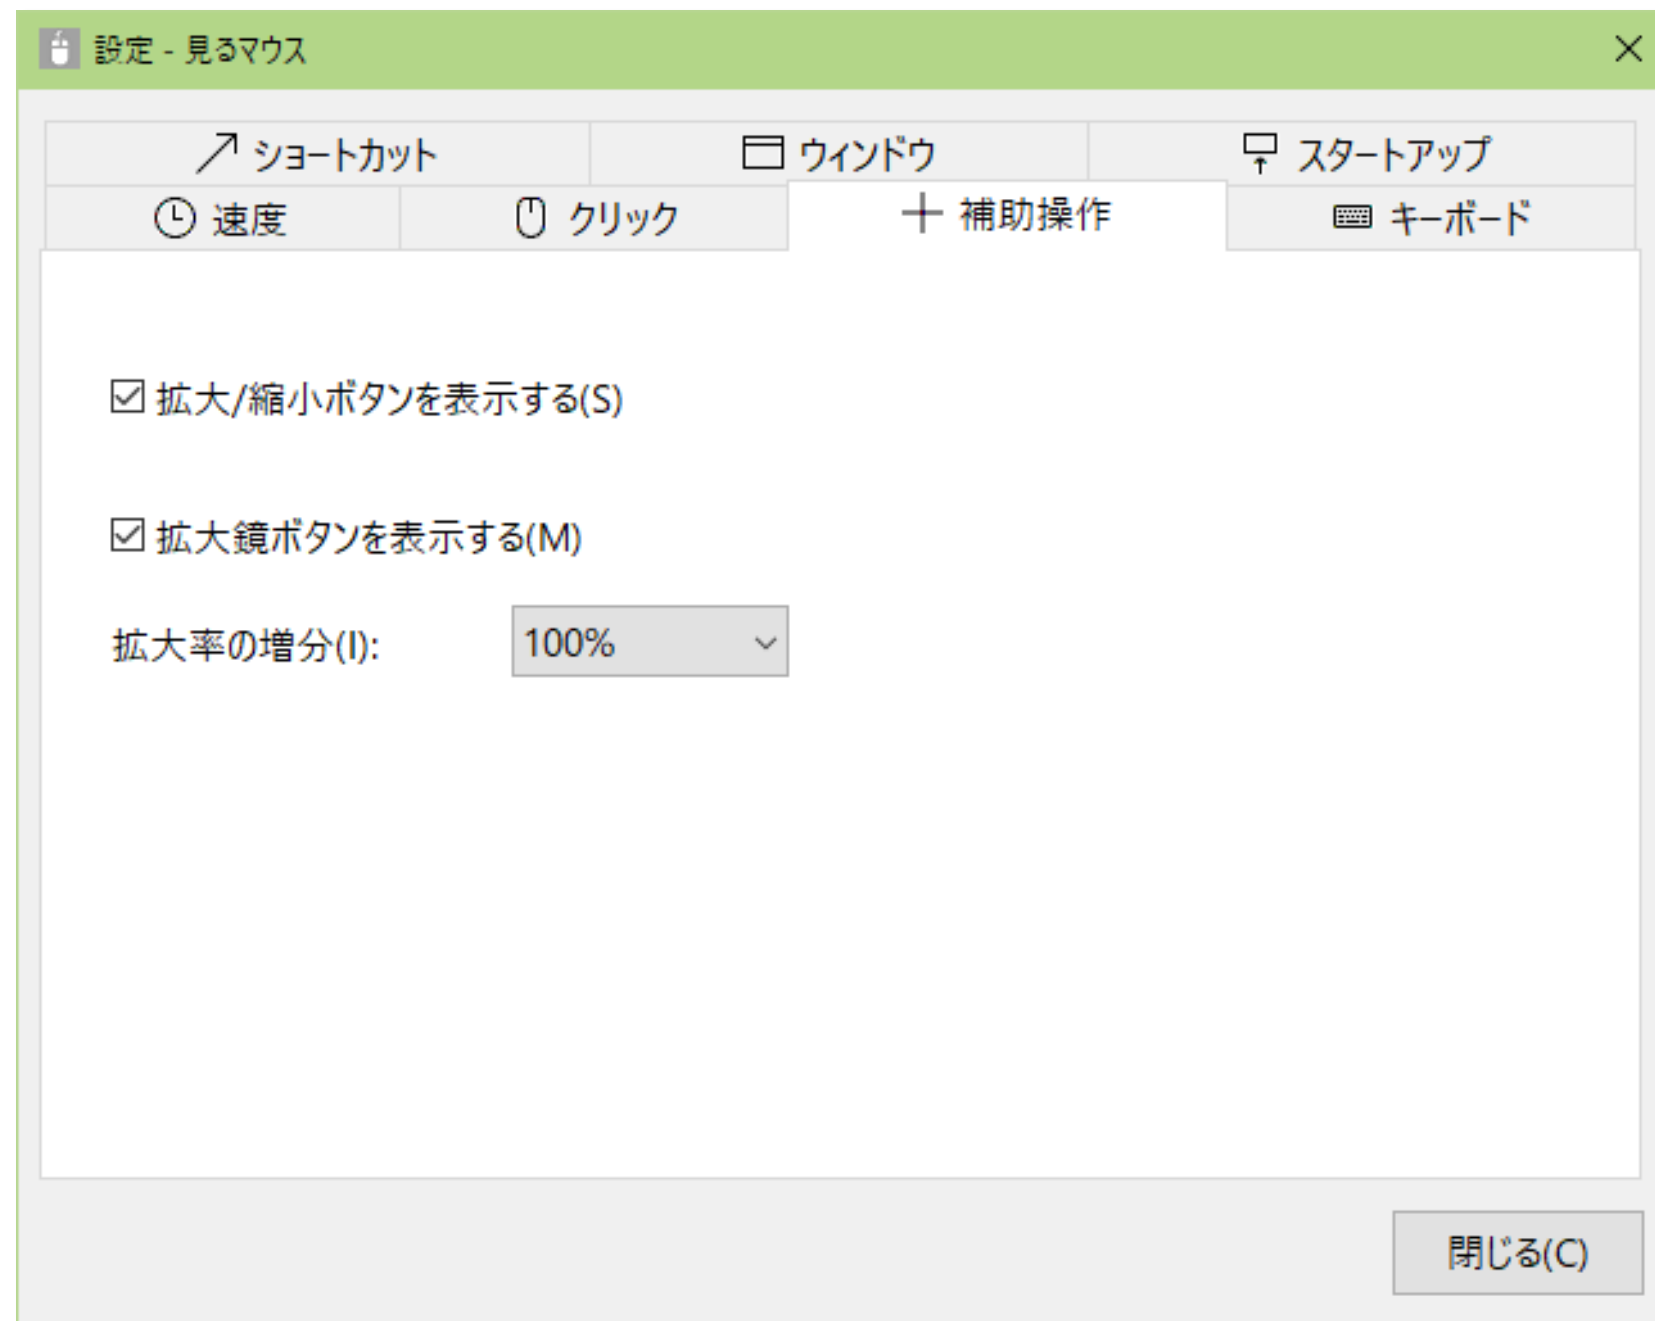 設定 - 見るマウス
ショートカット ウィンドウ スタートアップ
速度 クリック 補助操作 キーボード
拡大/縮小ボタンを表示する(S)
拡大鏡ボタンを表示する(M)
拡大率の増分(I): 100%
閉じる(C)